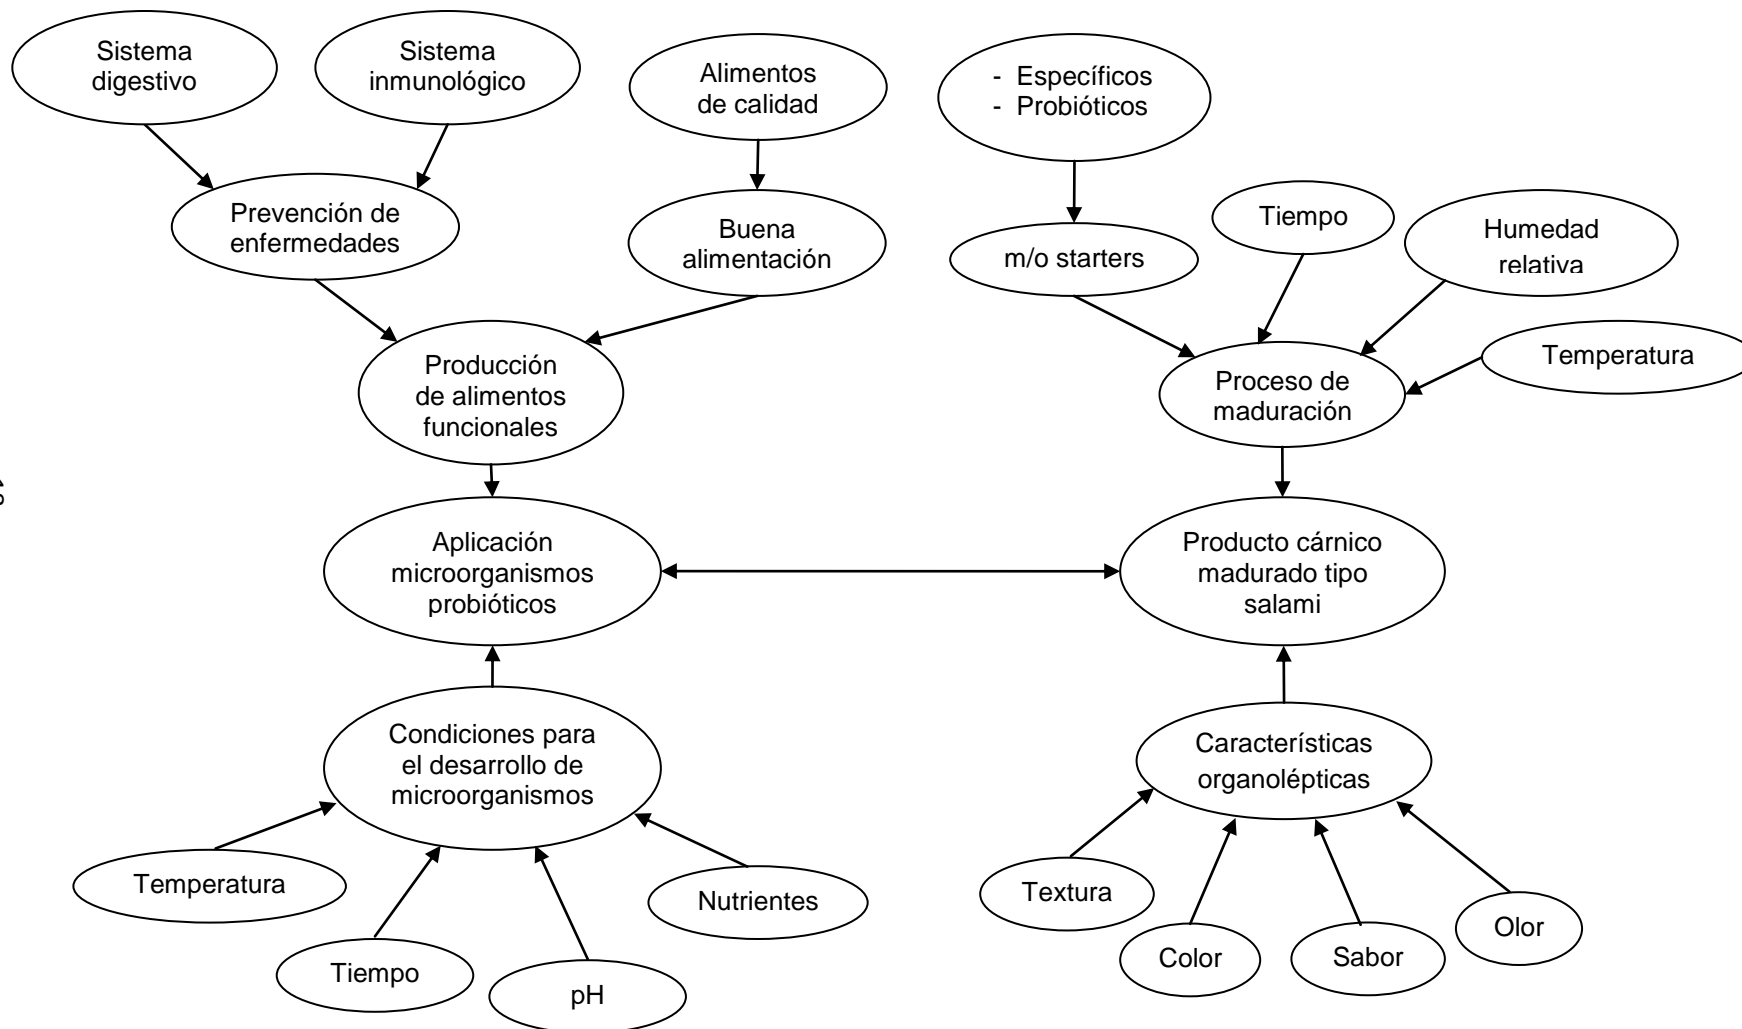 Sistema
digestivo
Sistema
inmunológico
Alimentos
de calidad
- Específicos
- Probióticos
Prevención de
enfermedades
Buena
alimentación
m/o starters
Tiempo
Humedad
relativa
Temperatura
Producción
de alimentos
funcionales
Proceso de
maduración
Aplicación
microorganismos
probióticos
Producto cárnico
madurado tipo
salami
Condiciones para
el desarrollo de
microorganismos
Características
organolépticas
Temperatura
Tiempo
pH
Nutrientes
Textura
Color
Sabor
Olor